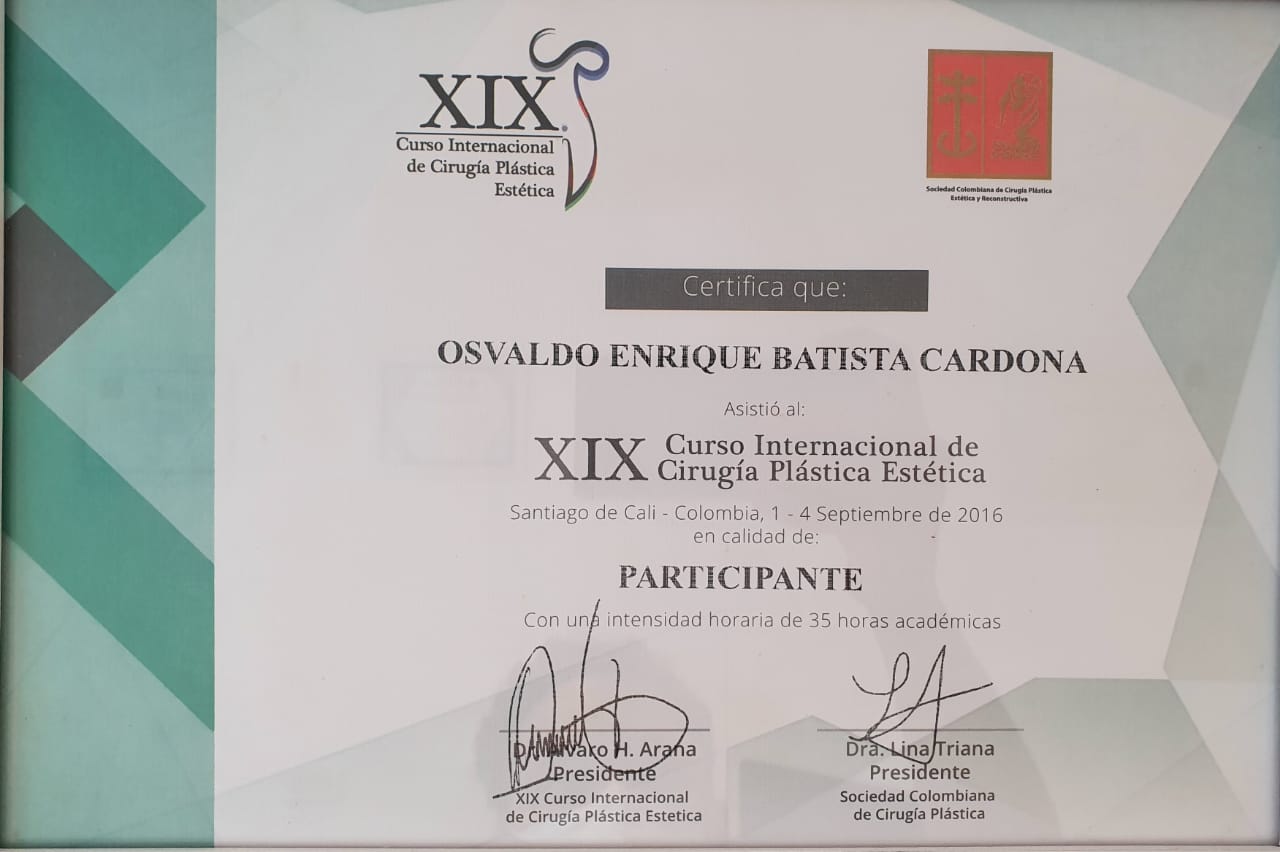 XIX
Curso Internacional
de Cirugía Plástica
Estética
Sociedad Colombiana de Cirugía Plástica
Estética y Reconstructiva
Certifica que:
OSVALDO ENRIQUE BATISTA CARDONA
Asistió al:
XIX Curso Internacional de
Cirugía Plástica Estética
Santiago de Cali - Colombia, 1 - 4 Septiembre de 2016
en calidad de:
PARTICIPANTE
Con una intensidad horaria de 35 horas académicas
H. Arana
Presidente
XIX Curso Internacional
de Cirugía Plástica Estetica
Dra. Lina Triana
Presidente
Sociedad Colombiana
de Cirugía Plástica